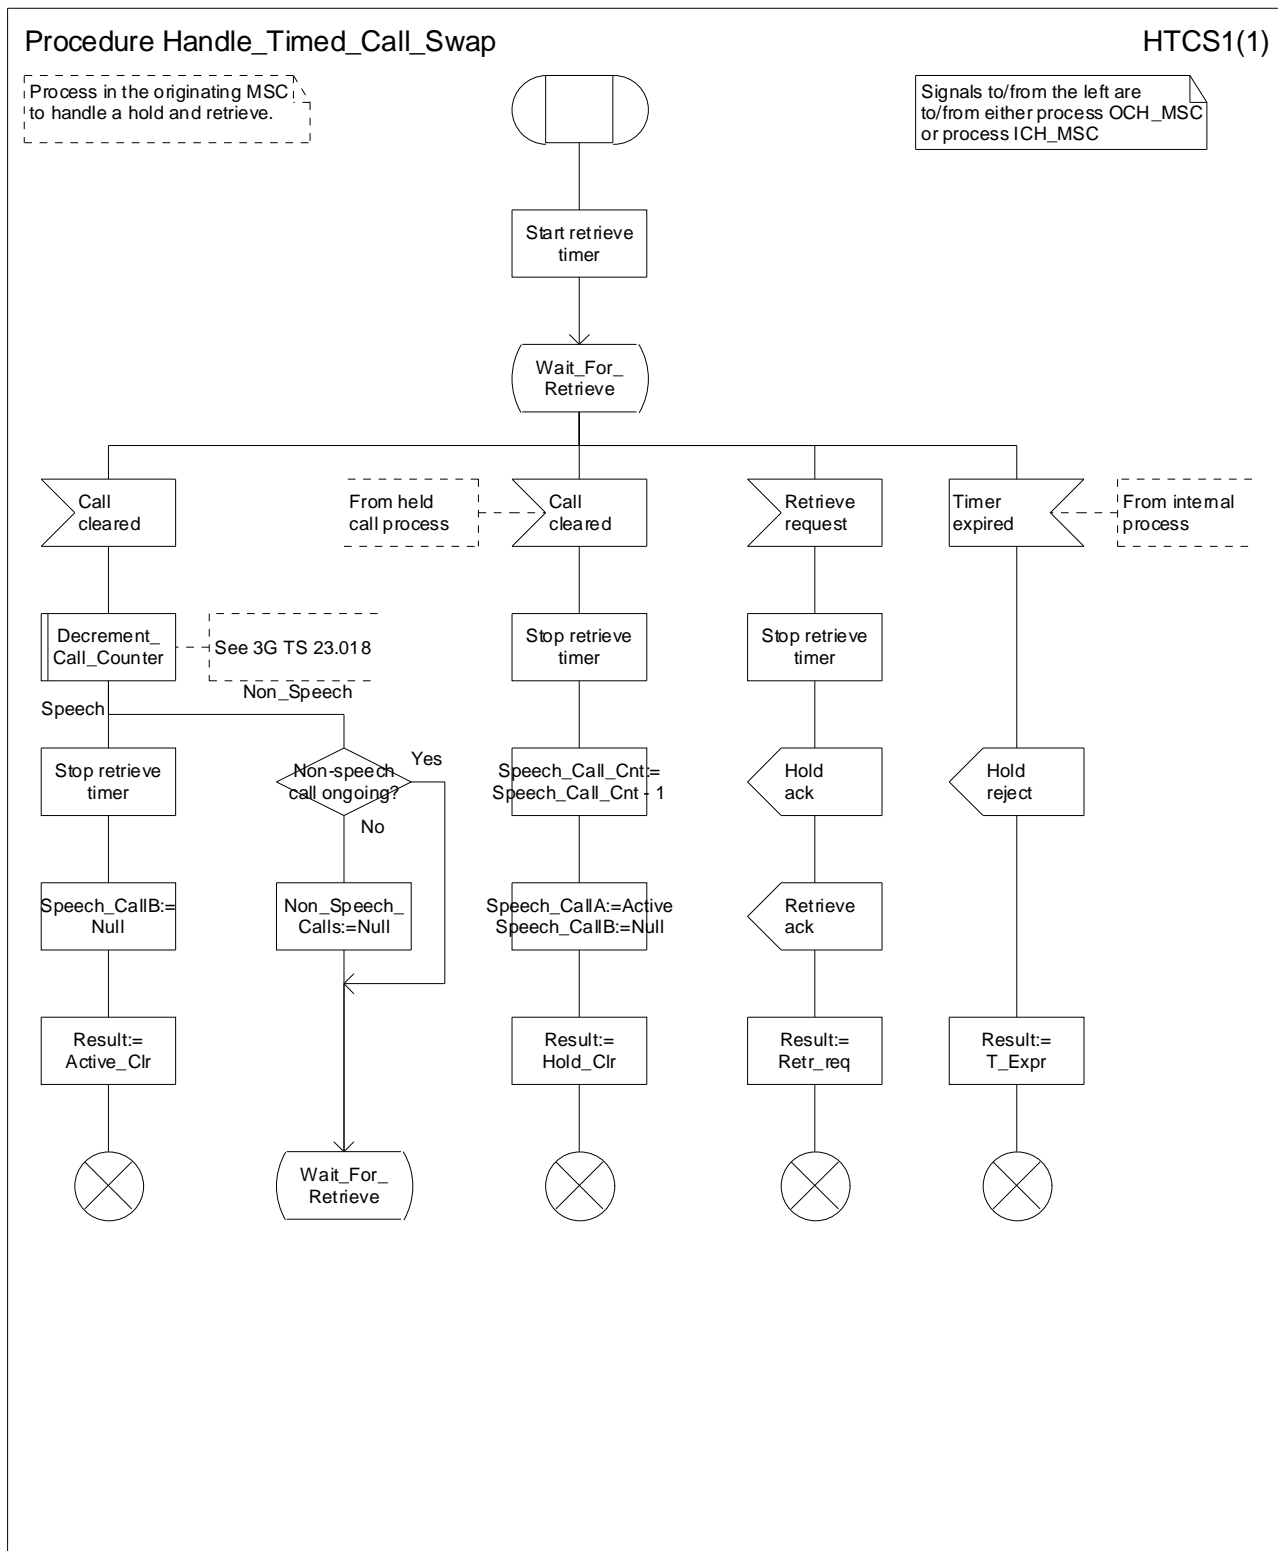 Procedure Handle_Timed_Call_Swap
HTCS1(1)
Process in the originating MSC
to handle a hold and retrieve.
Signals to/from the left are
to/from either process OCH_MSC
or process ICH_MSC
Start retrieve
timer
Wait_For_
Retrieve
Call
cleared
From held
call process
Call
cleared
Retrieve
request
Timer
expired
From internal
process
Decrement_
Call_Counter
See 3G TS 23.018
Stop retrieve
timer
Stop retrieve
timer
Non_Speech
Speech
Stop retrieve
timer
Non-speech
call ongoing?
Yes
No
Speech_Call_Cnt:=
Speech_Call_Cnt - 1
Hold
ack
Hold
reject
Speech_CallB:=
Null
Non_Speech_
Calls:=Null
Speech_CallA:=Active
Speech_CallB:=Null
Retrieve
ack
Result:=
Active_Clr
Result:=
Hold_Clr
Result:=
Retr_req
Result:=
T_Expr
Wait_For_
Retrieve